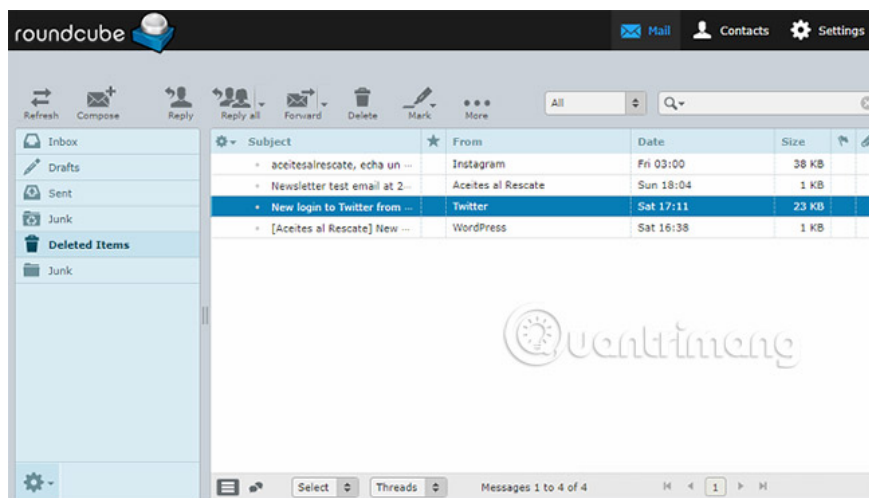 roundcube
Mail Contacts Settings
Refresh Compose Reply Reply all Forward Delete Mark More All
Inbox
Drafts
Sent
Junk
Deleted Items
Junk
Subject From Date Size
aceitesalrescate, echa un ... Instagram Fri 03:00 38 KB
Newsletter test email at 2... Aceites al Rescate Sun 18:04 1 KB
New login to Twitter from ... Twitter Sat 17:11 23 KB
[Aceites al Rescate] New ... WordPress Sat 16:38 1 KB
Quantrimang
Select Threads Messages 1 to 4 of 4 1